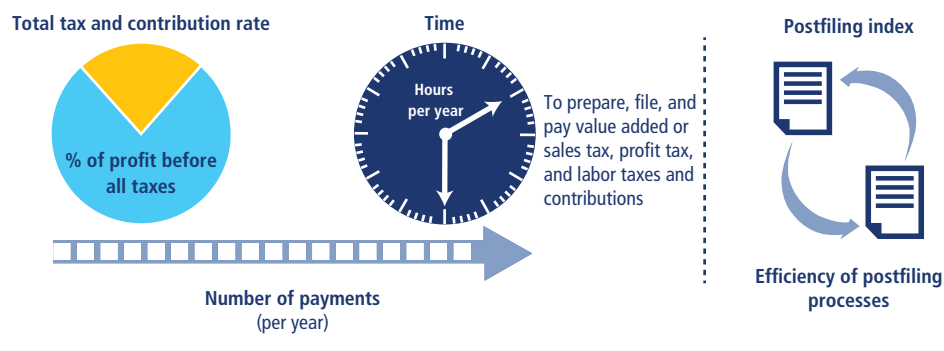 Total tax and contribution rate
% of profit before
all taxes
Time
Hours
per year
To prepare, file, and
pay value added or
sales tax, profit tax,
and labor taxes and
contributions
Number of payments
(per year)
Postfiling index
Efficiency of postfiling
processes